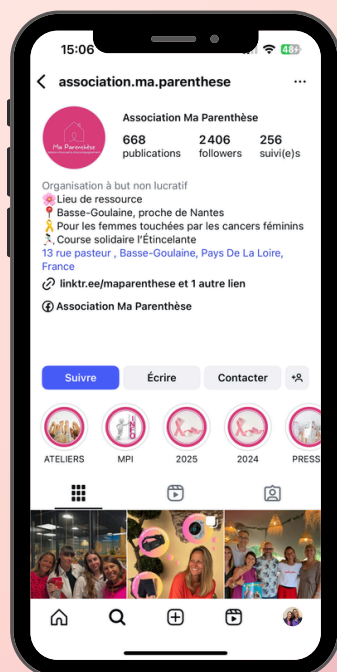 15:06
48+
association.ma.parenthese
Ma Parenthèse
Association Ma Parenthèse
668 2 406 256
publications followers suivi(e)s
Organisation à but non lucratif
🌸Lieu de ressource
📍Basse-Goulaine, proche de Nantes
🎗️Pour les femmes touchées par les cancers féminins
🏃Course solidaire l'Étincelante
13 rue pasteur , Basse-Goulaine, Pays De La Loire,
France
linktr.ee/maparenthese et 1 autre lien
Association Ma Parenthèse
Suivre Écrire Contacter
INFO
ATELIERS MPI 2025 2024 PRESS